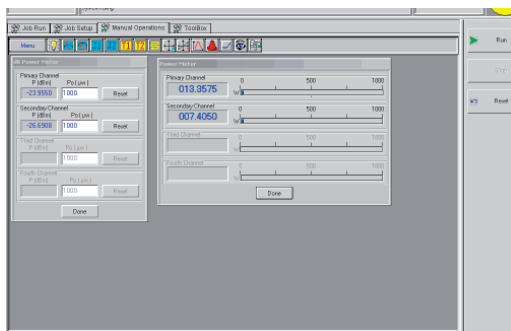 Job Run Job Setup Manual Operations ToolBox
Menu
Run
Stop
Reset
dB Power Meter
Primary Channel
P (dBm) Po ( µw )
-23.9550 1000 Reset
Secondary Channel
P (dBm) Po ( µw )
-26.6908 1000 Reset
Third Channel
P (dBm) Po ( µw )
1000 Reset
Fourth Channel
P (dBm) Po ( µw )
1000 Reset
Done
Power Meter
Primary Channel
0 500 1000
013.3575
Secondary Channel
0 500 1000
007.4050
Third Channel
0 500 1000
Fourth Channel
0 500 1000
Done